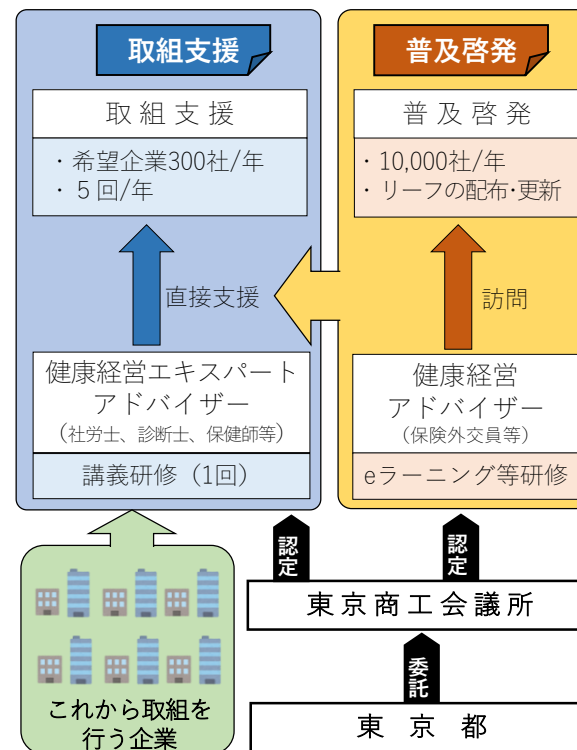 取組支援
取組支援
・希望企業300社/年
・５回/年
直接支援
健康経営エキスパート
アドバイザー
（社労士、診断士、保健師等）
講義研修（1回）
普及啓発
普及啓発
・10,000社/年
・リーフの配布・更新
訪問
健康経営
アドバイザー
（保険外交員等）
eラーニング等研修
これから取組を
行う企業
認定
認定
東京商工会議所
委託
東京都